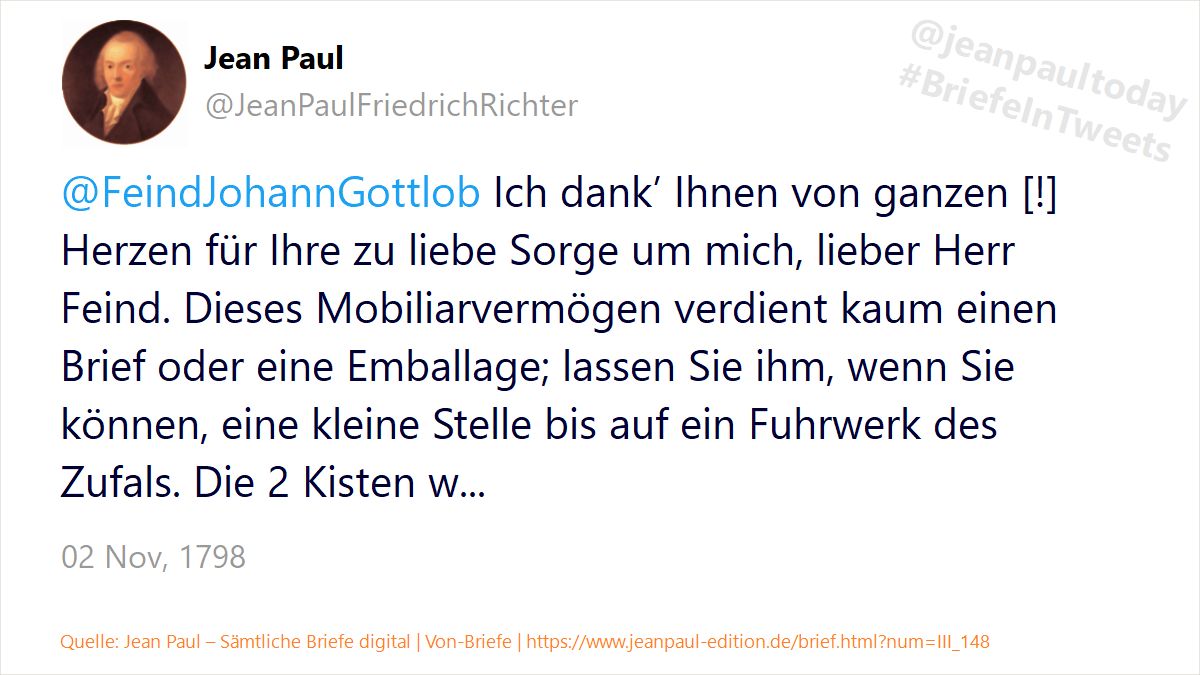 Jean Paul
@JeanPaulFriedrichRichter
@jeanpaultoday
#BriefeInTweets
@FeindJohannGottlob Ich dank’ Ihnen von ganzen [!]
Herzen für Ihre zu liebe Sorge um mich, lieber Herr
Feind. Dieses Mobiliarvermögen verdient kaum einen
Brief oder eine Emballage; lassen Sie ihm, wenn Sie
können, eine kleine Stelle bis auf ein Fuhrwerk des
Zufals. Die 2 Kisten w...
02 Nov, 1798
Quelle: Jean Paul – Sämtliche Briefe digital | Von-Briefe | https://www.jeanpaul-edition.de/brief.html?num=III_148